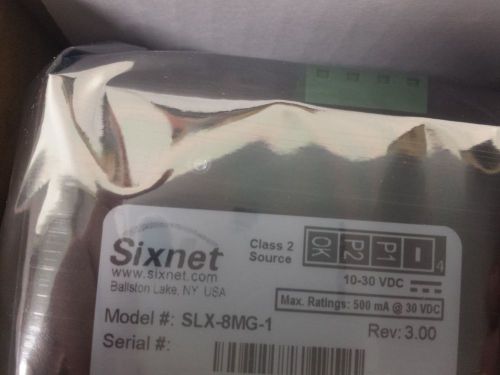 Sixnet
www.sixnet.com
Ballston Lake, NY USA
Class 2
Source
OK P2 P1 - 4
10-30 VDC
Max. Ratings: 500 mA @ 30 VDC
Model #: SLX-8MG-1
Rev: 3.00
Serial #: